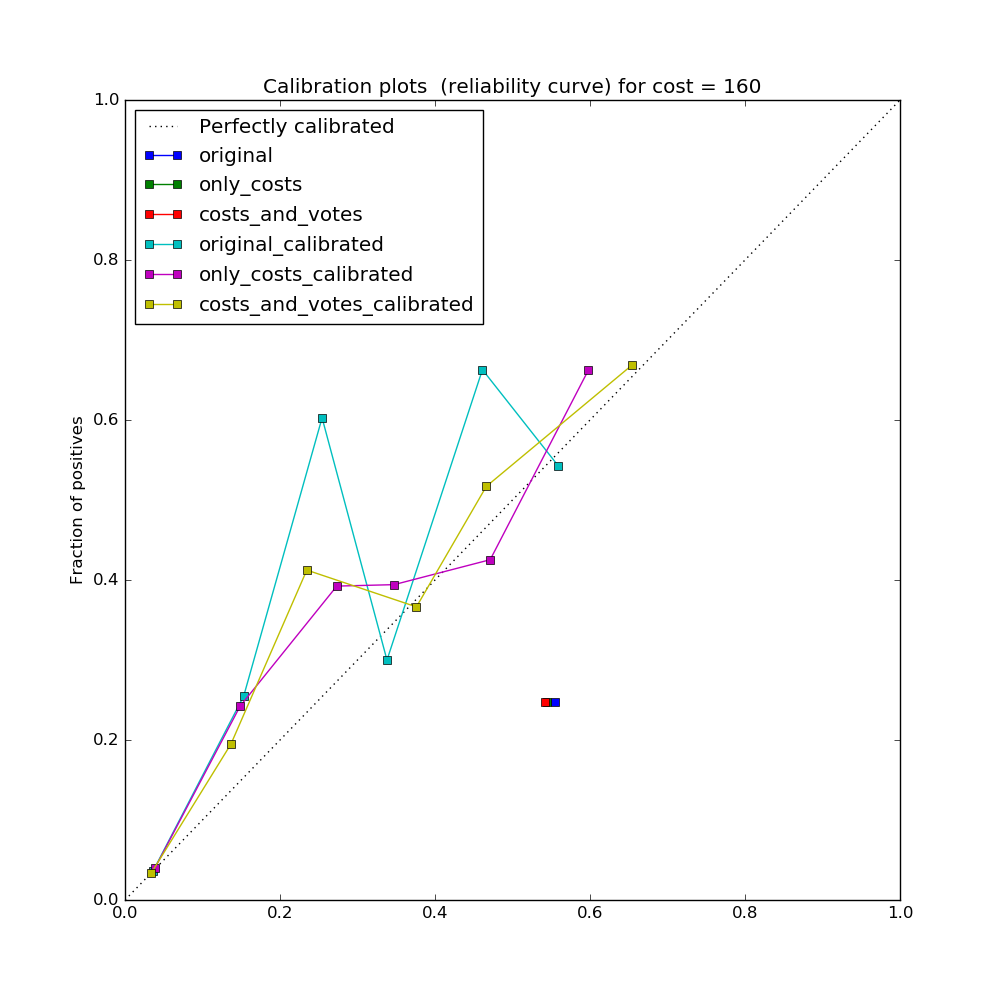 Calibration plots  (reliability curve) for cost = 160
1.0
0.8
0.6
0.4
0.2
0.0
Fraction of positives
Perfectly calibrated
original
only_costs
costs_and_votes
original_calibrated
only_costs_calibrated
costs_and_votes_calibrated
0.0 0.2 0.4 0.6 0.8 1.0